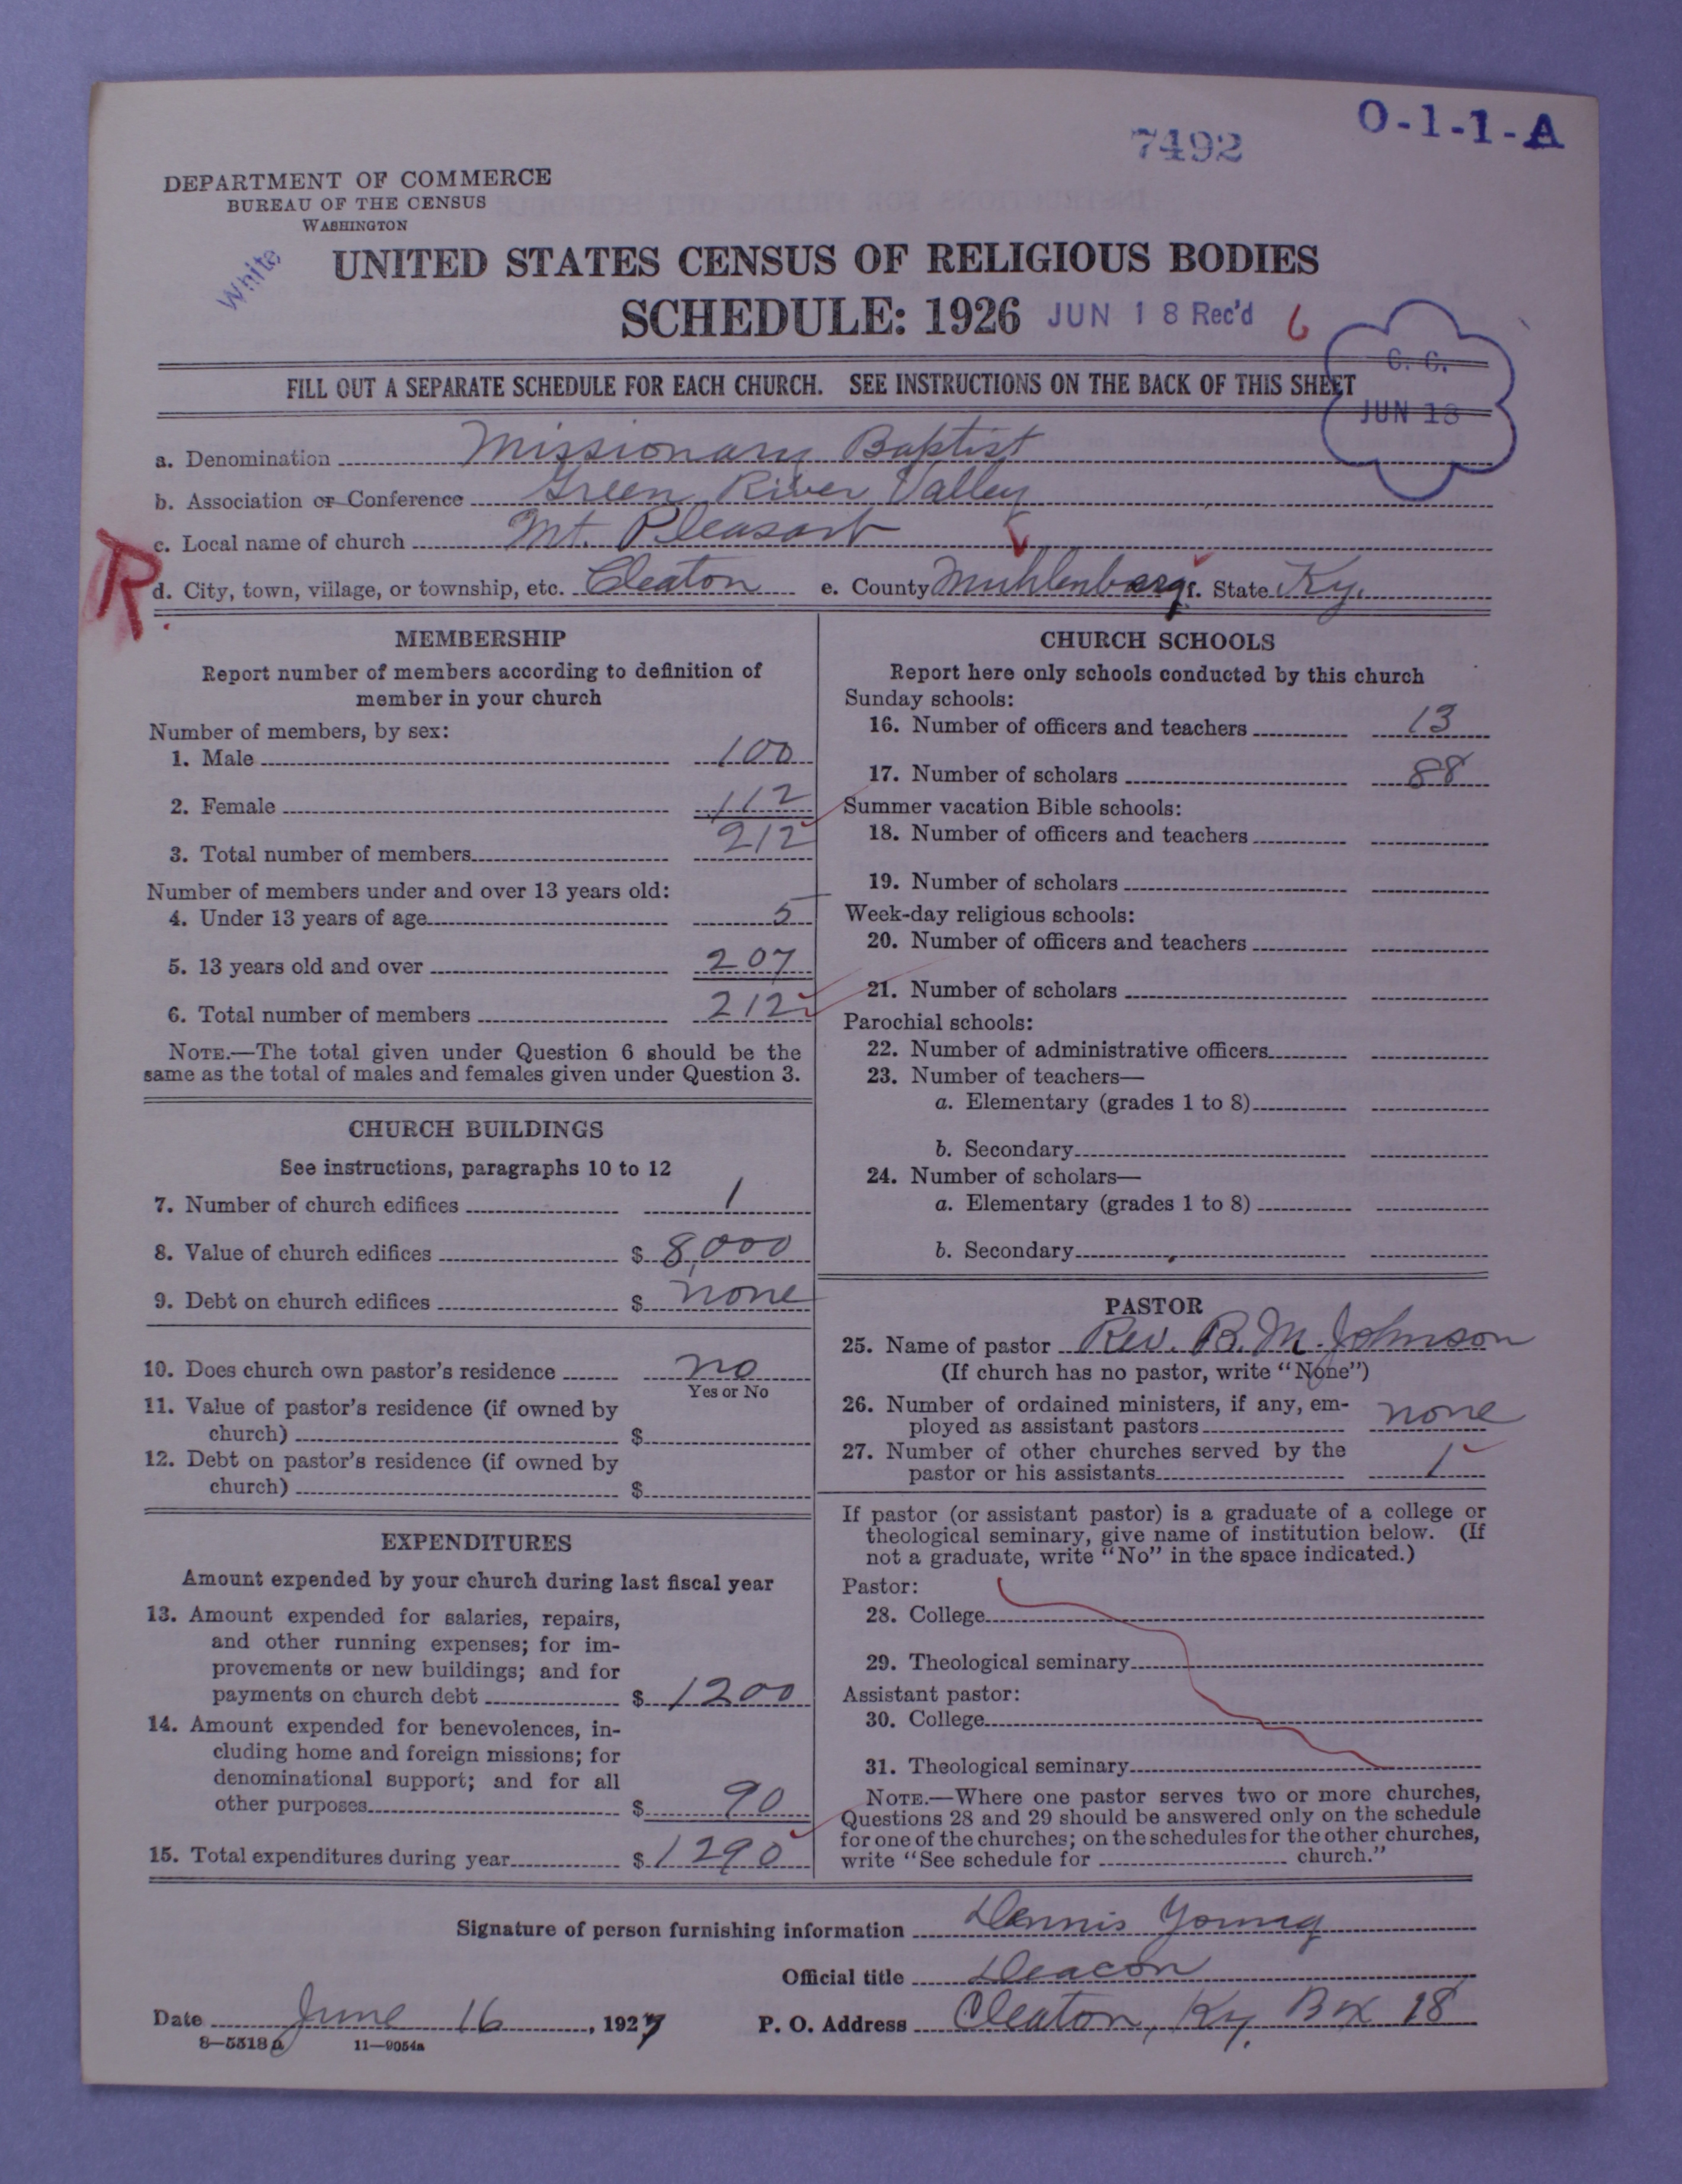 7492
O-1-1-A
DEPARTMENT OF COMMERCE
BUREAU OF THE CENSUS
WASHINGTON
White
UNITED STATES CENSUS OF RELIGIOUS BODIES
SCHEDULE: 1926 JUN 18 Rec'd 6
C. C.
JUN 18
FILL OUT A SEPARATE SCHEDULE FOR EACH CHURCH. SEE INSTRUCTIONS ON THE BACK OF THIS SHEET
a. Denomination Missionary Baptist
b. Association or Conference Green River Valley
c. Local name of church Mt. Pleasant
R
d. City, town, village, or township, etc. Cleaton e. County Muhlenberg f. State Ky.
MEMBERSHIP
Report number of members according to definition of
member in your church
Number of members, by sex:
1. Male 100
2. Female 112
3. Total number of members 212
Number of members under and over 13 years old:
4. Under 13 years of age 5
5. 13 years old and over 207
6. Total number of members 212
NOTE.—The total given under Question 6 should be the
same as the total of males and females given under Question 3.
CHURCH BUILDINGS
See instructions, paragraphs 10 to 12
7. Number of church edifices 1
8. Value of church edifices $ 8,000
9. Debt on church edifices $ none
10. Does church own pastor's residence no
Yes or No
11. Value of pastor's residence (if owned by
church) $
12. Debt on pastor's residence (if owned by
church) $
EXPENDITURES
Amount expended by your church during last fiscal year
13. Amount expended for salaries, repairs,
and other running expenses; for im-
provements or new buildings; and for
payments on church debt $ 1200
14. Amount expended for benevolences, in-
cluding home and foreign missions; for
denominational support; and for all
other purposes $ 90
15. Total expenditures during year $ 1290
CHURCH SCHOOLS
Report here only schools conducted by this church
Sunday schools:
16. Number of officers and teachers 13
17. Number of scholars 88
Summer vacation Bible schools:
18. Number of officers and teachers
19. Number of scholars
Week-day religious schools:
20. Number of officers and teachers
21. Number of scholars
Parochial schools:
22. Number of administrative officers
23. Number of teachers—
a. Elementary (grades 1 to 8)
b. Secondary
24. Number of scholars—
a. Elementary (grades 1 to 8)
b. Secondary
PASTOR
25. Name of pastor Rev. B. M. Johnson
(If church has no pastor, write "None")
26. Number of ordained ministers, if any, em-
ployed as assistant pastors none
27. Number of other churches served by the
pastor or his assistants 1
If pastor (or assistant pastor) is a graduate of a college or
theological seminary, give name of institution below. (If
not a graduate, write "No" in the space indicated.)
Pastor:
28. College
29. Theological seminary
Assistant pastor:
30. College
31. Theological seminary
NOTE.—Where one pastor serves two or more churches,
Questions 28 and 29 should be answered only on the schedule
for one of the churches; on the schedules for the other churches,
write "See schedule for church."
Signature of person furnishing information Dennis Young
Official title Deacon
Date June 16, 1927 P. O. Address Cleaton, Ky. Box 18
8—5518a 11—9054a